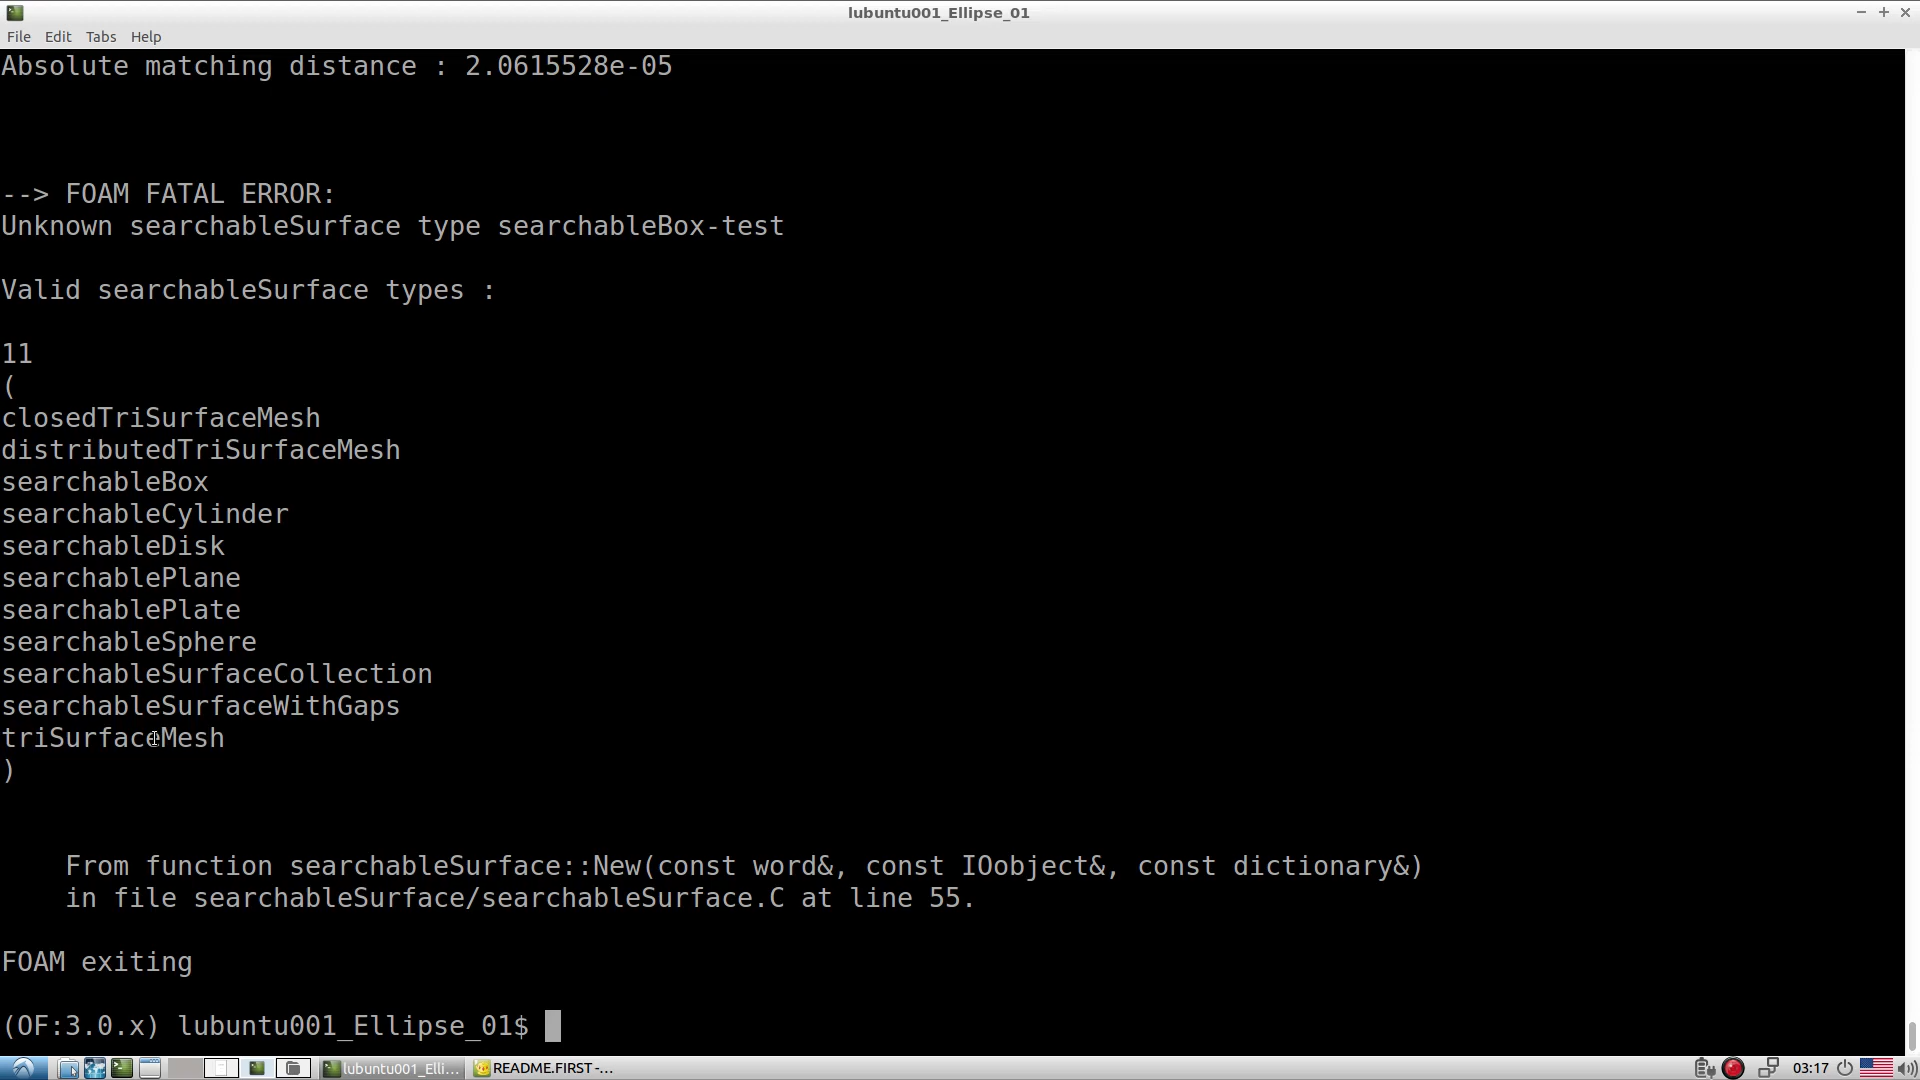 lubuntu001_Ellipse_01
File Edit Tabs Help
Absolute matching distance : 2.0615528e-05
--> FOAM FATAL ERROR:
Unknown searchableSurface type searchableBox-test
Valid searchableSurface types :
11
(
closedTriSurfaceMesh
distributedTriSurfaceMesh
searchableBox
searchableCylinder
searchableDisk
searchablePlane
searchablePlate
searchableSphere
searchableSurfaceCollection
searchableSurfaceWithGaps
triSurfaceMesh
)
From function searchableSurface::New(const word&, const IOobject&, const dictionary&)
in file searchableSurface/searchableSurface.C at line 55.
FOAM exiting
(OF:3.0.x) lubuntu001_Ellipse_01$
lubuntu001_Elli... README.FIRST -... 03:17